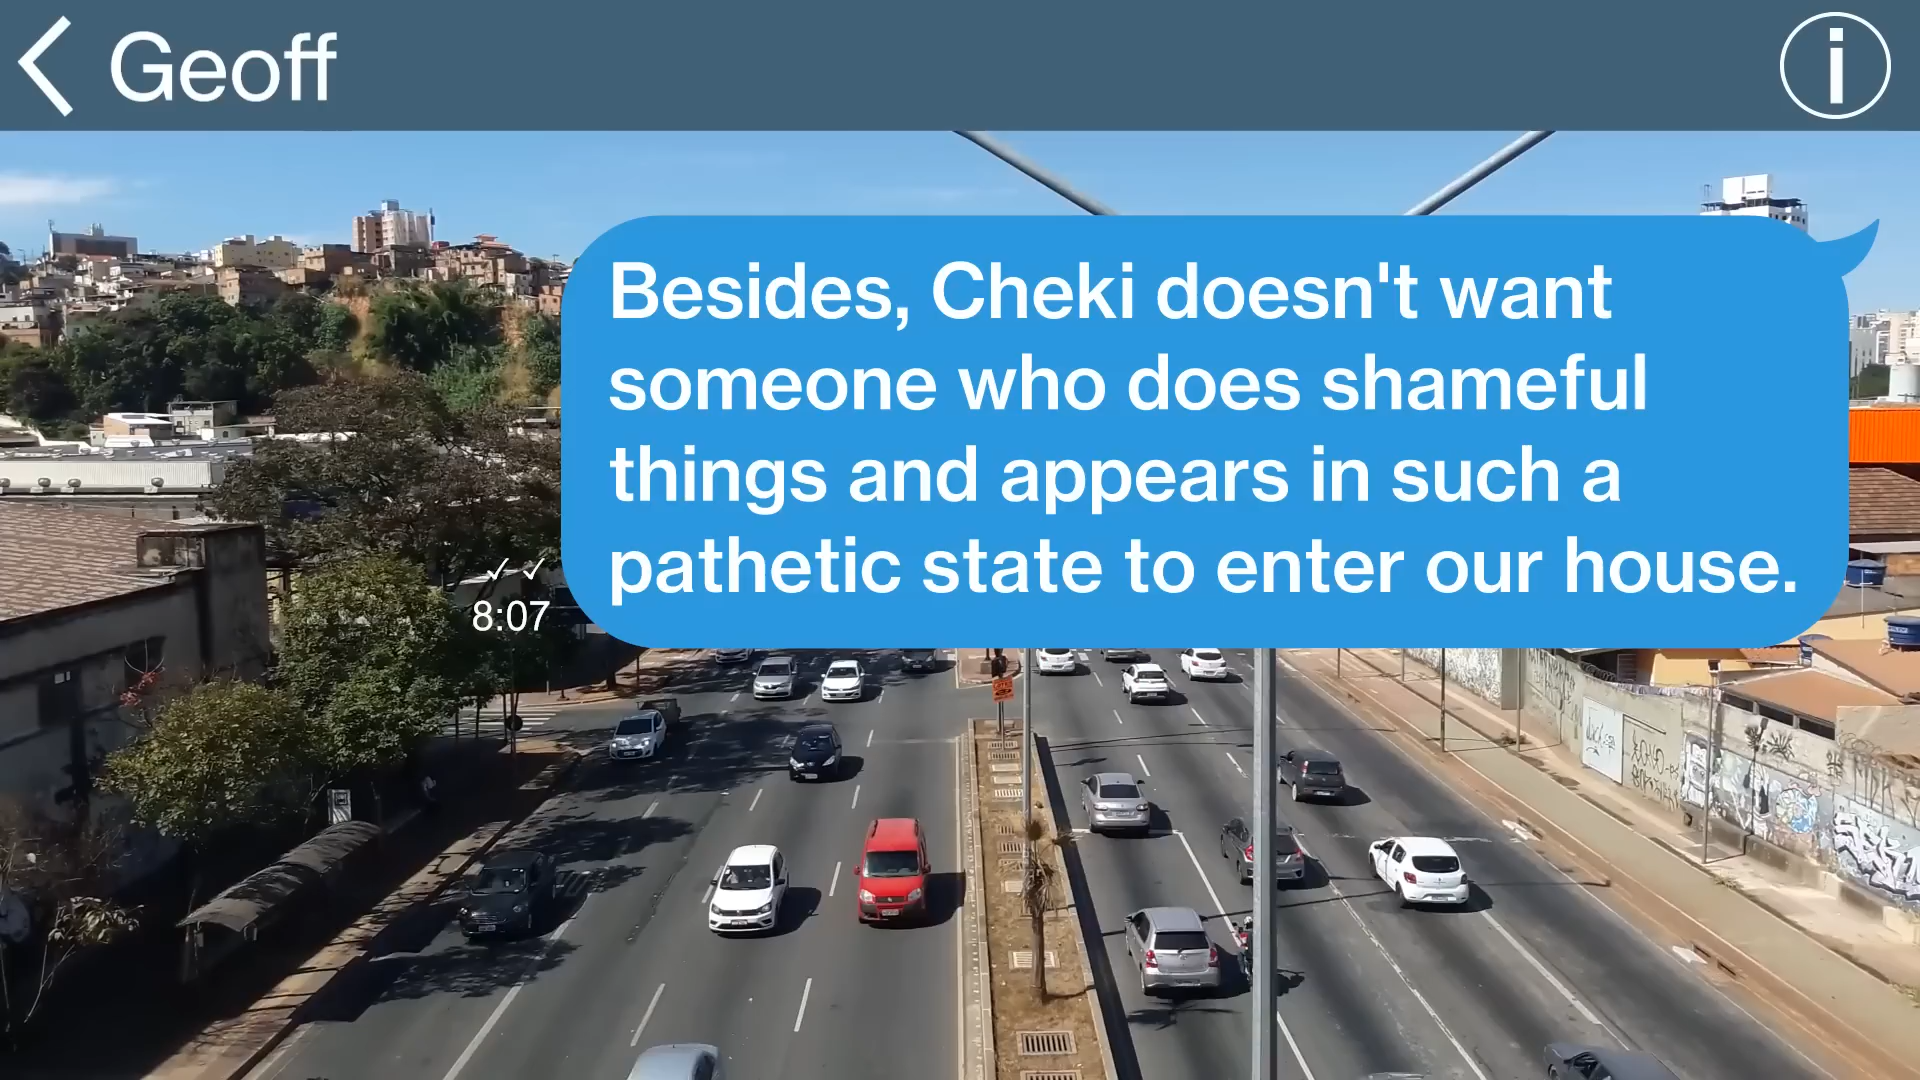 Geoff
Besides, Cheki doesn't want
someone who does shameful
things and appears in such a
pathetic state to enter our house.
8:07